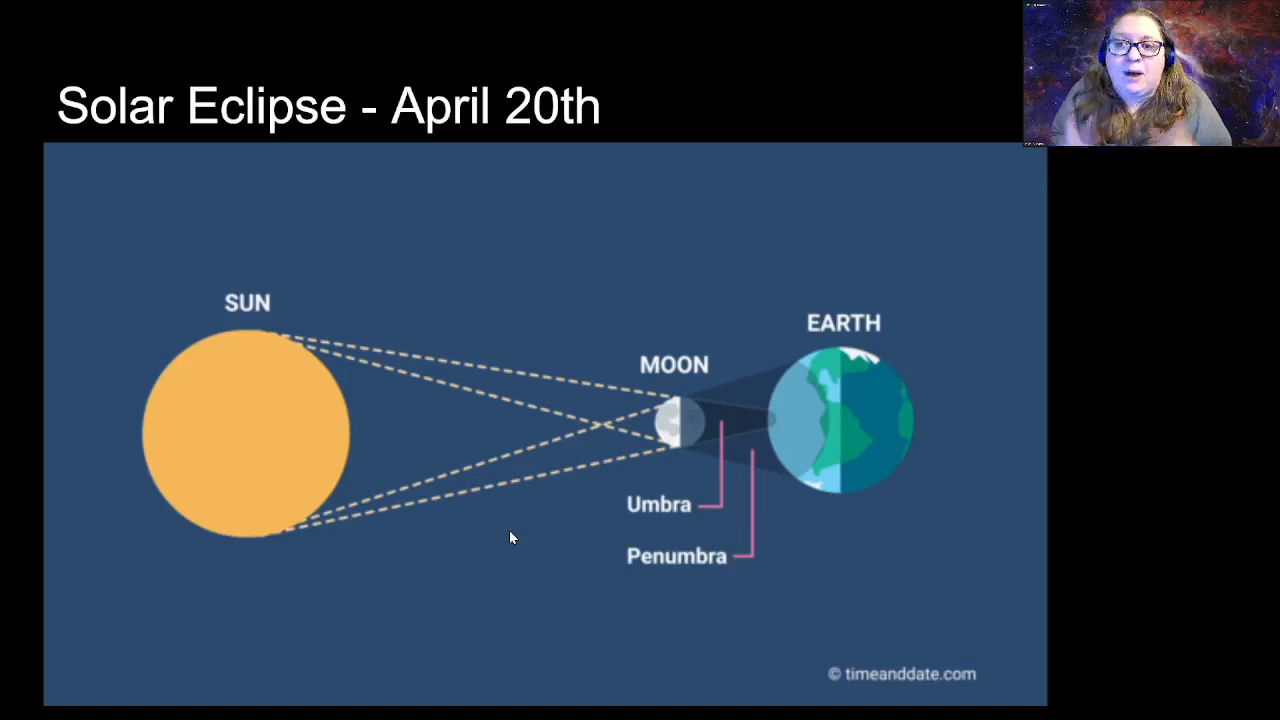 Solar Eclipse - April 20th
SUN
EARTH
MOON
Umbra
Penumbra
© timeanddate.com